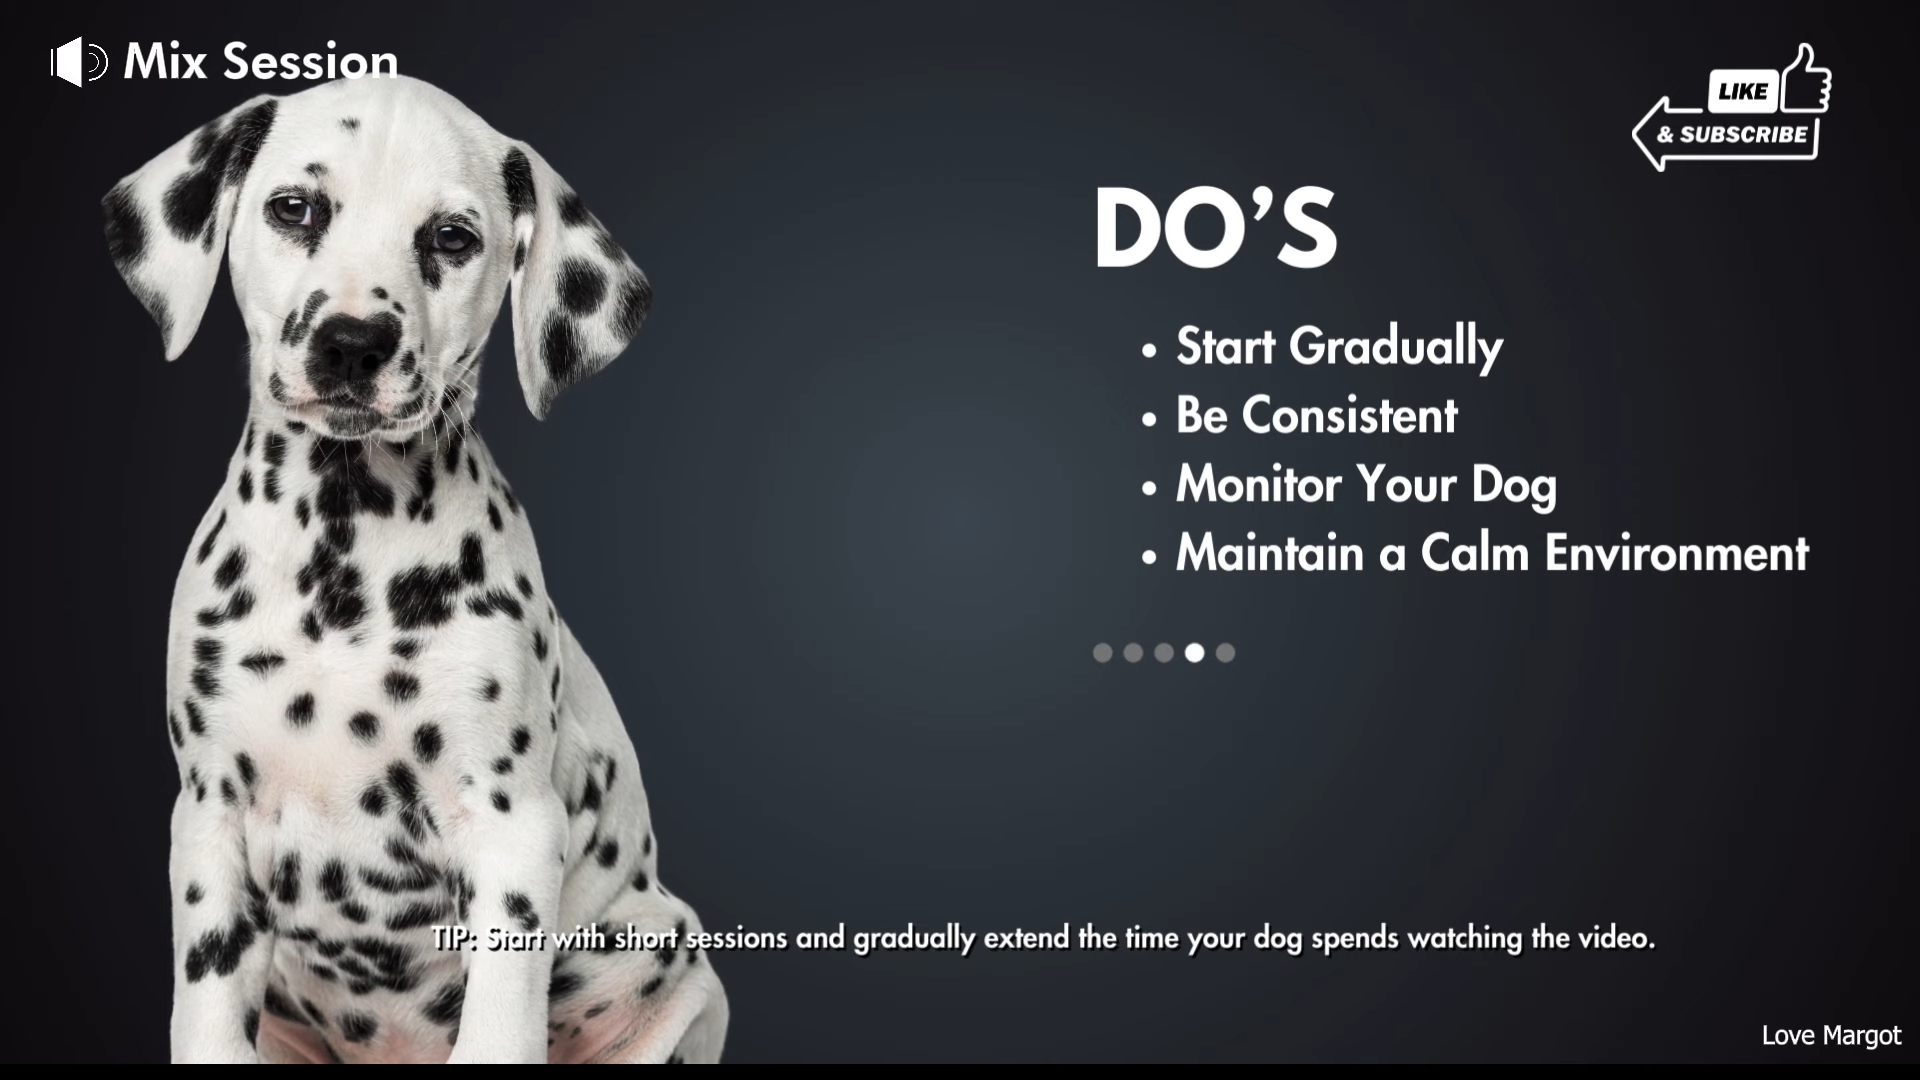 Mix Session
LIKE
& SUBSCRIBE
DO’S
• Start Gradually
• Be Consistent
• Monitor Your Dog
• Maintain a Calm Environment
TIP: Start with short sessions and gradually extend the time your dog spends watching the video.
Love Margot